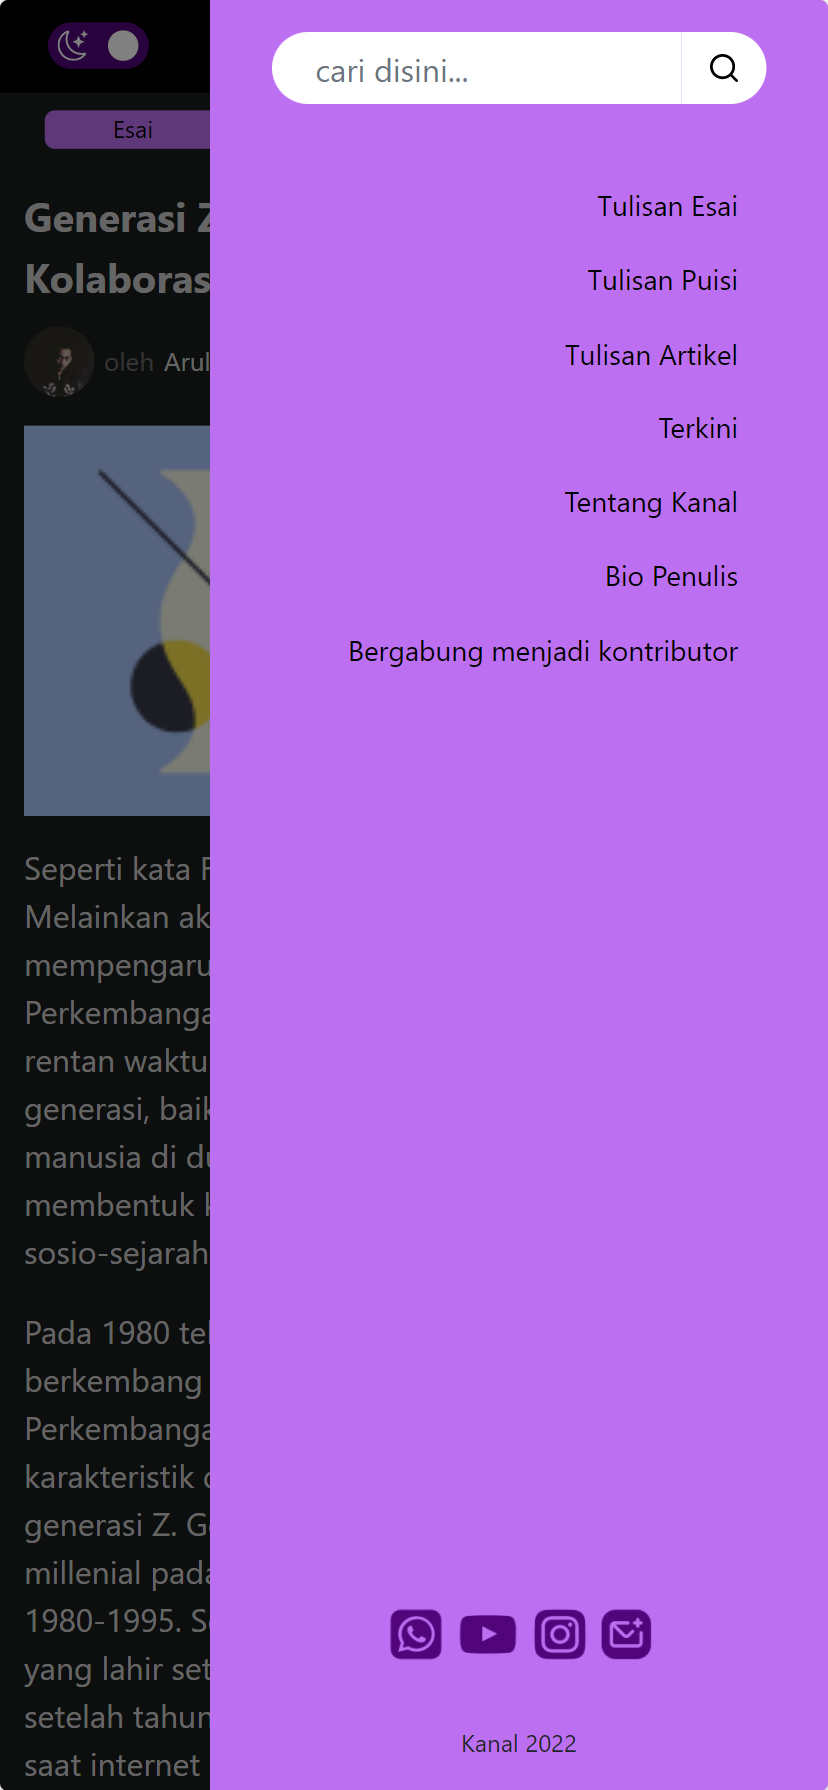 cari disini...
Tulisan Esai
Tulisan Puisi
Tulisan Artikel
Terkini
Tentang Kanal
Bio Penulis
Bergabung menjadi kontributor
Kanal 2022
Esai
Generasi Z
Kolaboras
oleh Arul
Seperti kata
Melainkan ak
mempengaru
Perkembanga
rentan waktu
generasi, baik
manusia di du
membentuk
sosio-sejarah
Pada 1980 tel
berkembang
Perkembanga
karakteristik
generasi Z. G
millenial pada
1980-1995. S
yang lahir set
setelah tahun
saat internet